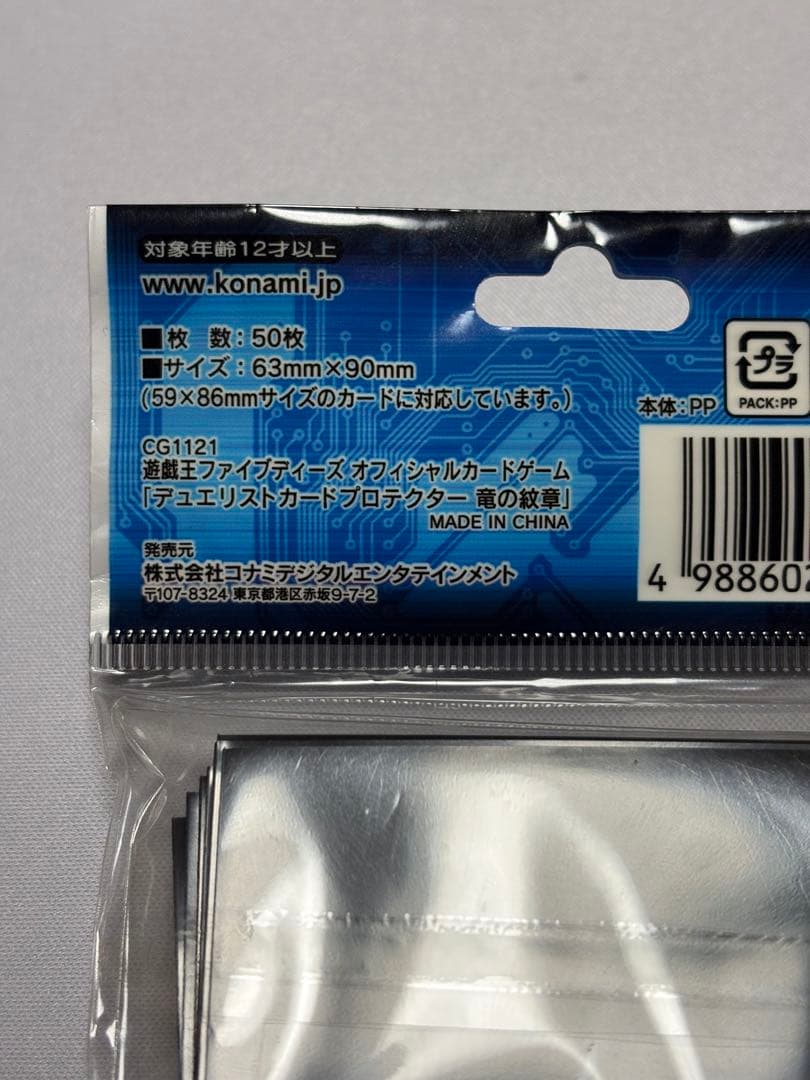 対象年齢12才以上
www.konami.jp
■枚 数：50枚
■サイズ：63mm×90mm
(59×86mmサイズのカードに対応しています。)
本体：PP
プラ
PACK:PP
CG1121
遊戯王ファイブディーズ オフィシャルカードゲーム
「デュエリストカードプロテクター 竜の紋章」
MADE IN CHINA
発売元
株式会社コナミデジタルエンタテインメント
〒107-8324 東京都港区赤坂9-7-2
4 988602